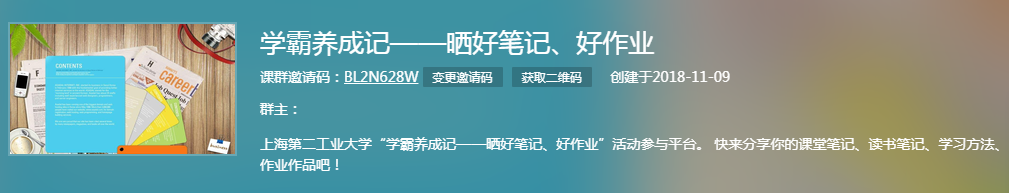 学霸养成记——晒好笔记、好作业
课群邀请码：BL2N628W 变更邀请码 获取二维码 创建于2018-11-09
群主：
上海第二工业大学“学霸养成记——晒好笔记、好作业”活动参与平台。 快来分享你的课堂笔记、读书笔记、学习方法、
作业作品吧！
CONTENTS
career
Business